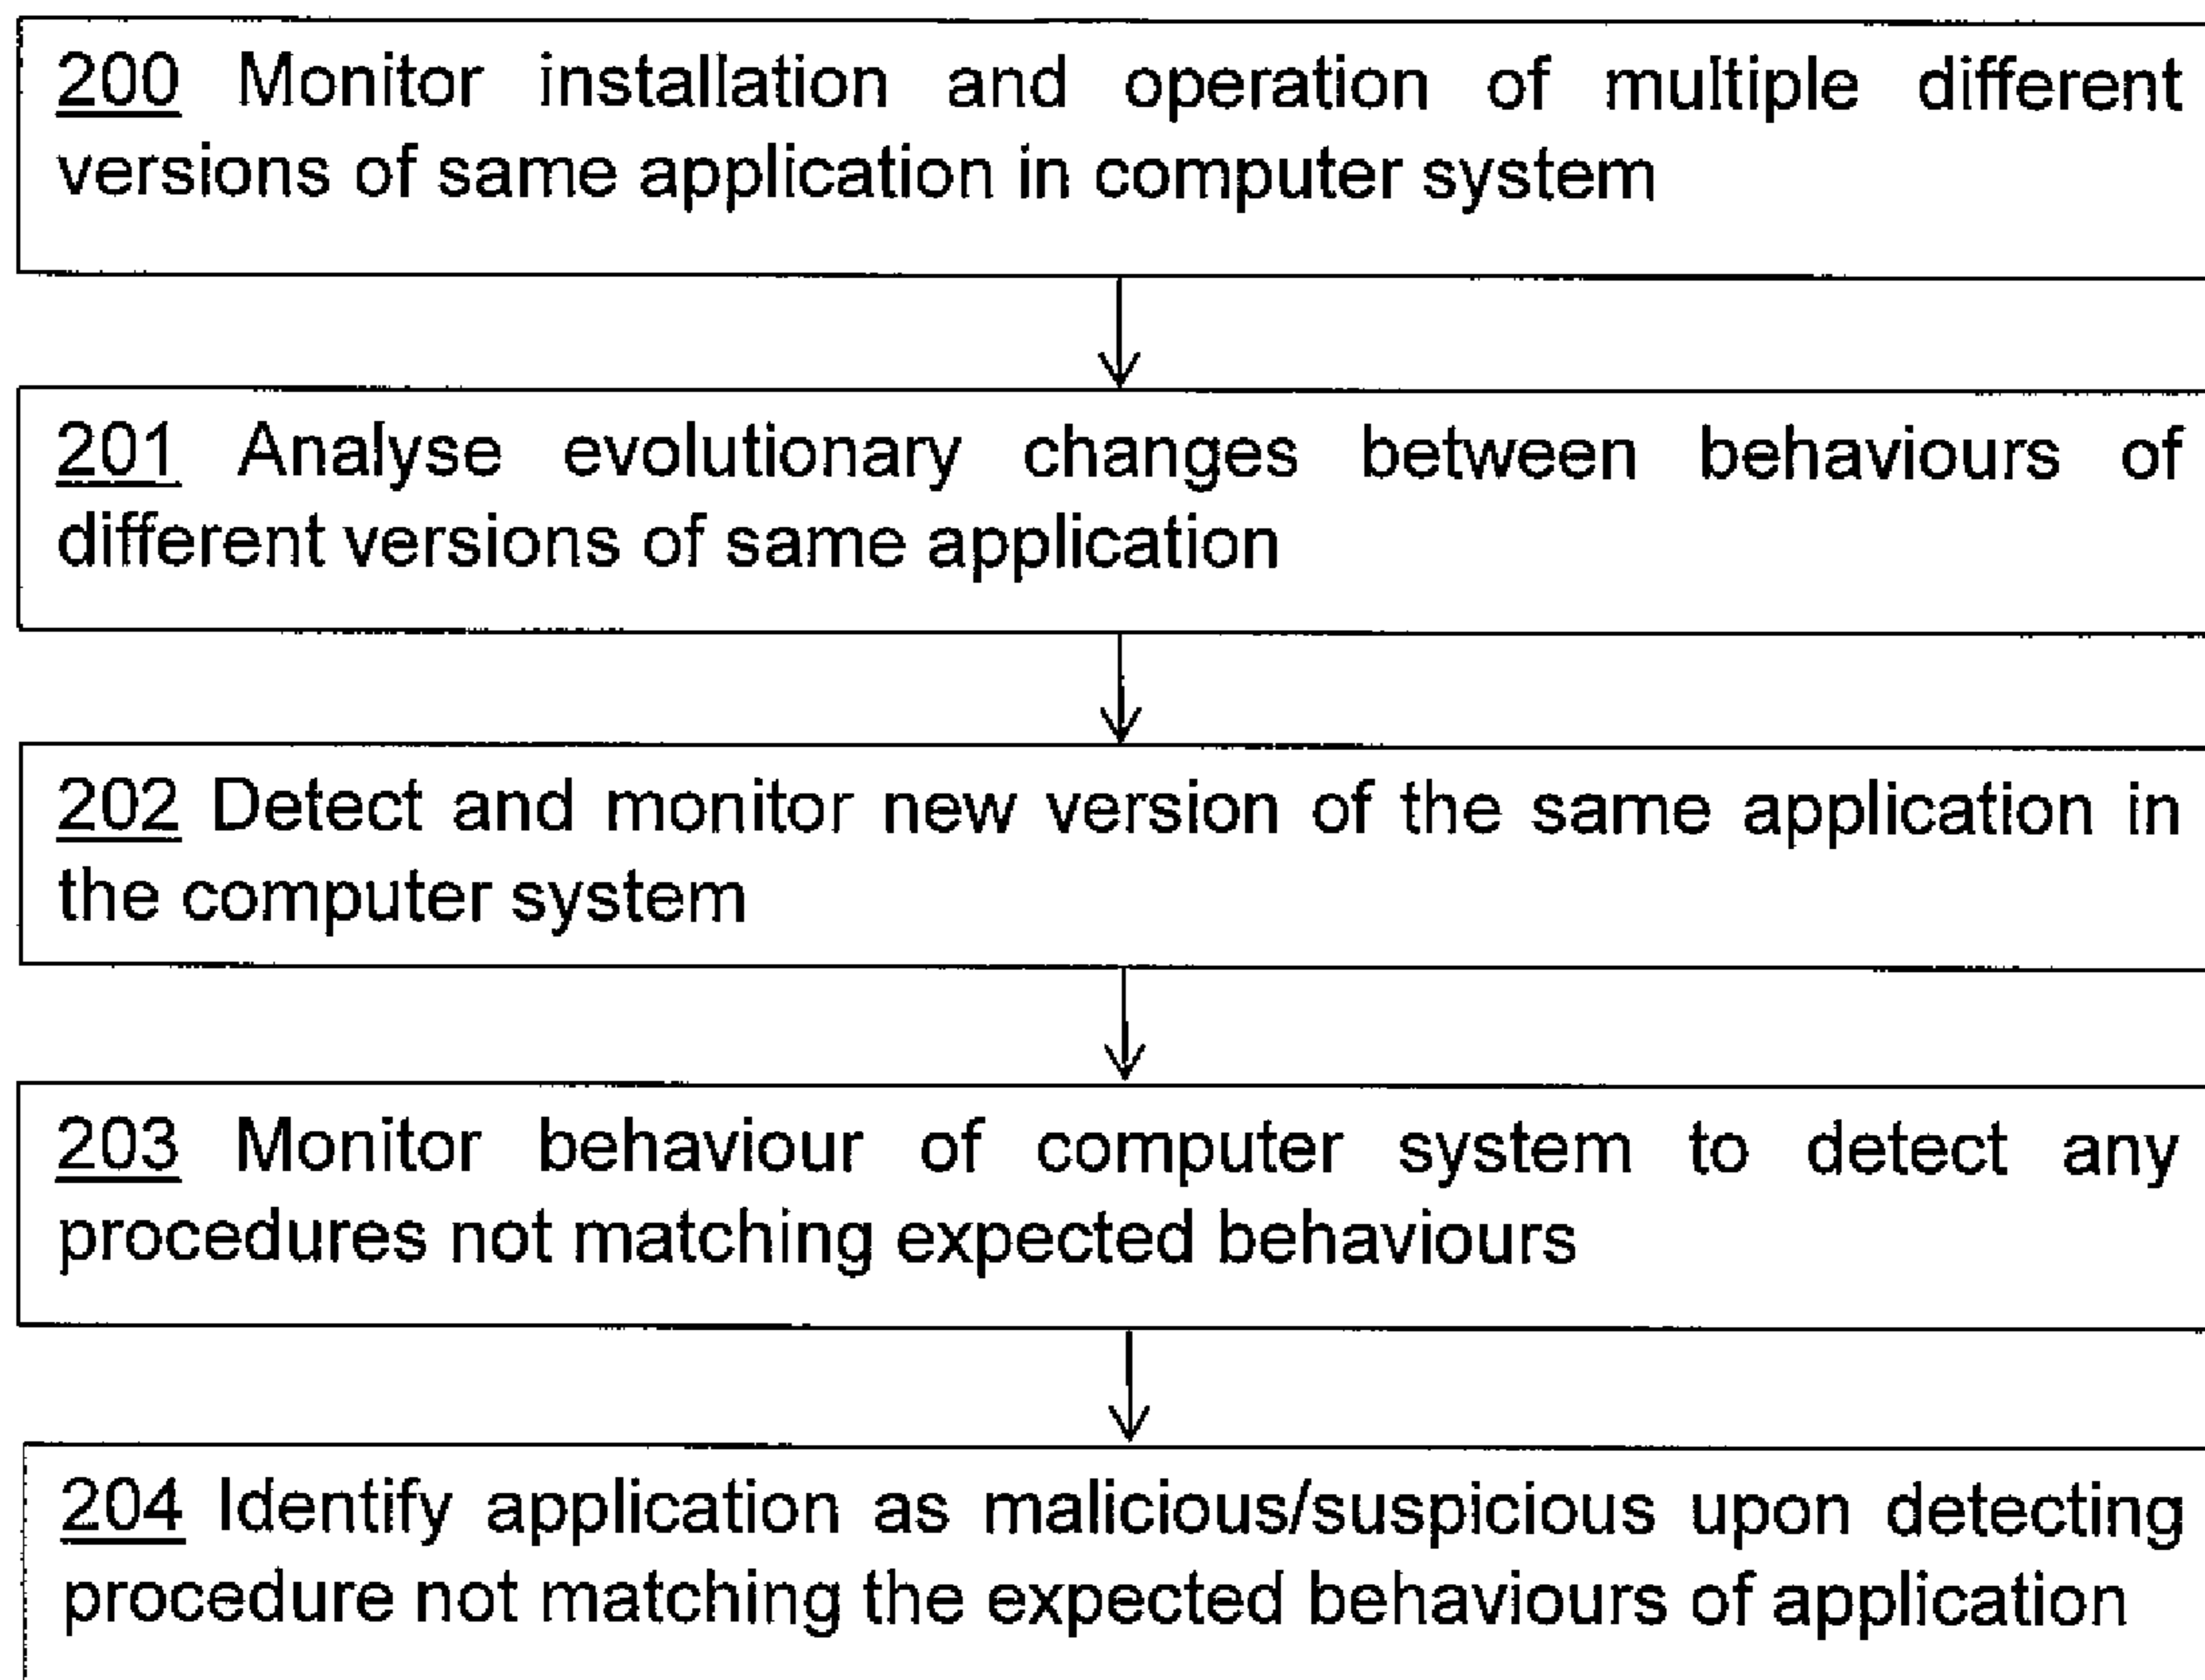 200 Monitor installation and operation of multiple different
versions of same application in computer system
201 Analyse evolutionary changes between behaviours of
different versions of same application
202 Detect and monitor new version of the same application in
the computer system
203 Monitor behaviour of computer system to detect any
procedures not matching expected behaviours
204 Identify application as malicious/suspicious upon detecting
procedure not matching the expected behaviours of application